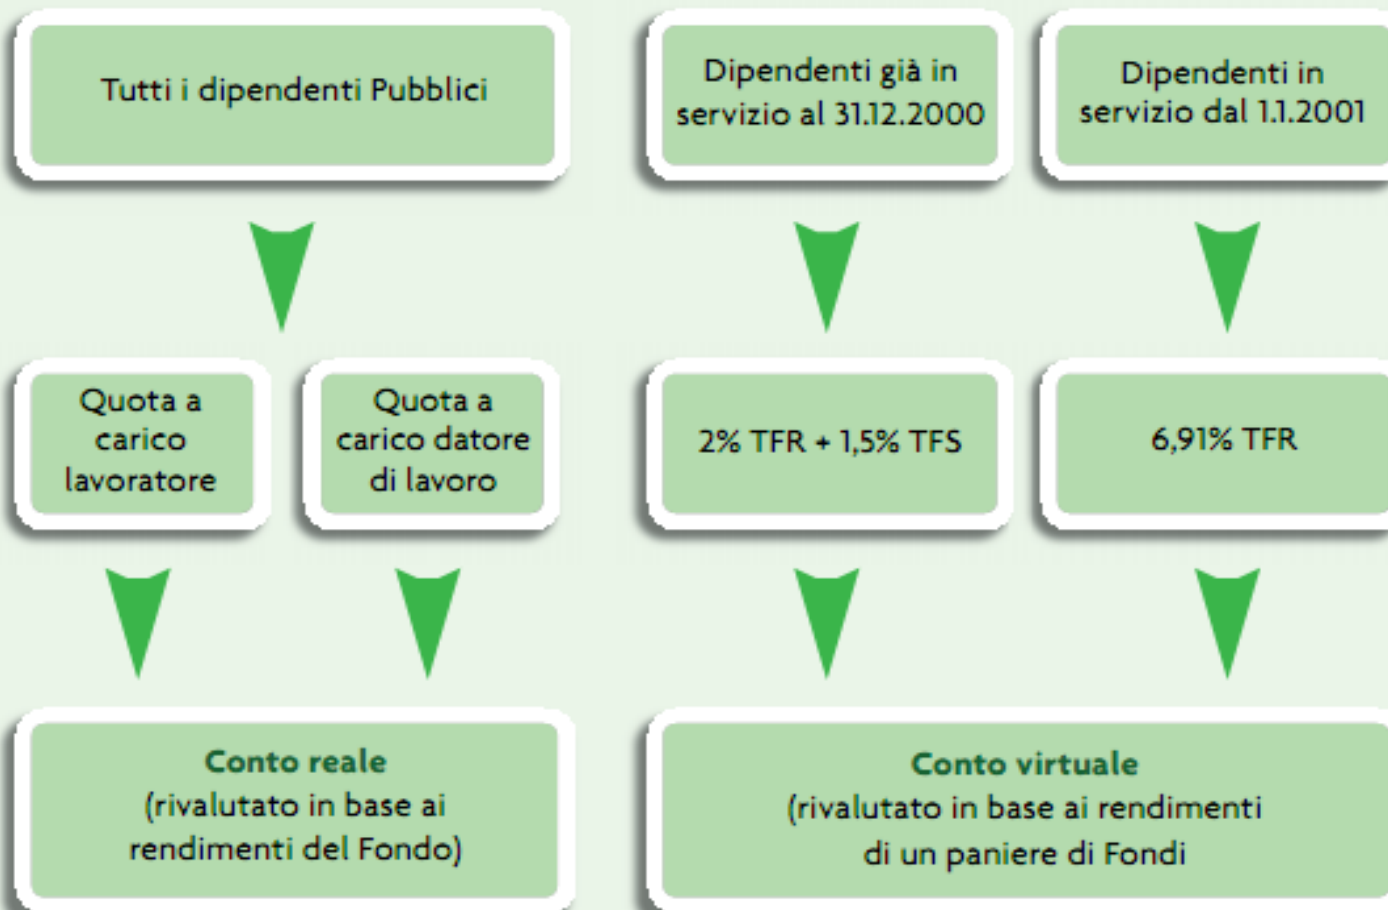 Tutti i dipendenti Pubblici
Dipendenti già in
servizio al 31.12.2000
Dipendenti in
servizio dal 1.1.2001
Quota a
carico
lavoratore
Quota a
carico datore
di lavoro
2% TFR + 1,5% TFS
6,91% TFR
Conto reale
(rivalutato in base ai
rendimenti del Fondo)
Conto virtuale
(rivalutato in base ai rendimenti
di un paniere di Fondi